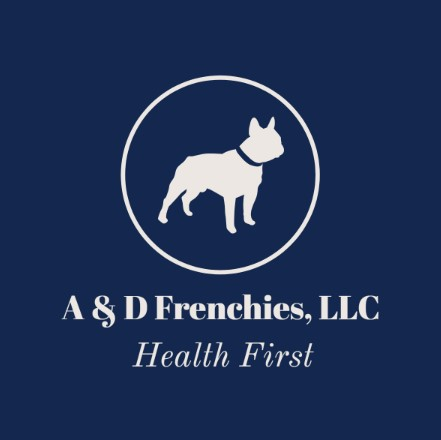 A & D Frenchies, LLC
Health First